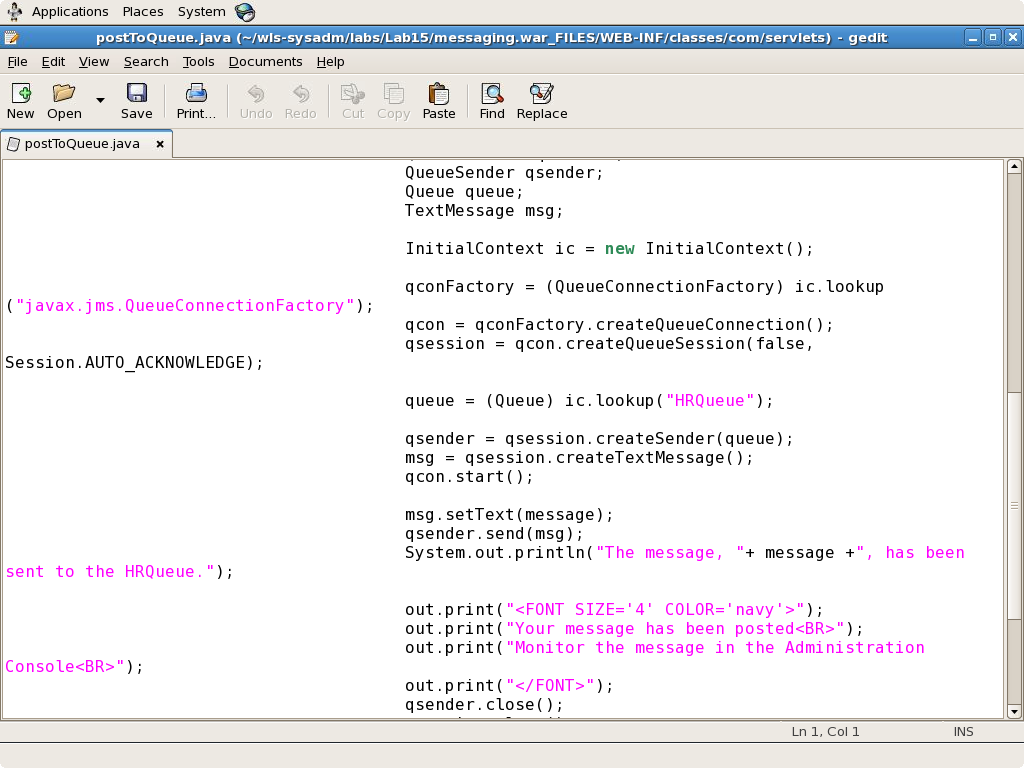 Applications Places System
postToQueue.java (~/wls-sysadm/labs/Lab15/messaging.war_FILES/WEB-INF/classes/com/servlets) - gedit
File Edit View Search Tools Documents Help
New Open Save Print... Undo Redo Cut Copy Paste Find Replace
postToQueue.java
QueueSender qsender;
Queue queue;
TextMessage msg;
InitialContext ic = new InitialContext();
qconFactory = (QueueConnectionFactory) ic.lookup
("javax.jms.QueueConnectionFactory");
qcon = qconFactory.createQueueConnection();
qsession = qcon.createQueueSession(false,
Session.AUTO_ACKNOWLEDGE);
queue = (Queue) ic.lookup("HRQueue");
qsender = qsession.createSender(queue);
msg = qsession.createTextMessage();
qcon.start();
msg.setText(message);
qsender.send(msg);
System.out.println("The message, "+ message +", has been
sent to the HRQueue.");
out.print("<FONT SIZE='4' COLOR='navy'>");
out.print("Your message has been posted<BR>");
out.print("Monitor the message in the Administration
Console<BR>");
out.print("</FONT>");
qsender.close();
Ln 1, Col 1 INS